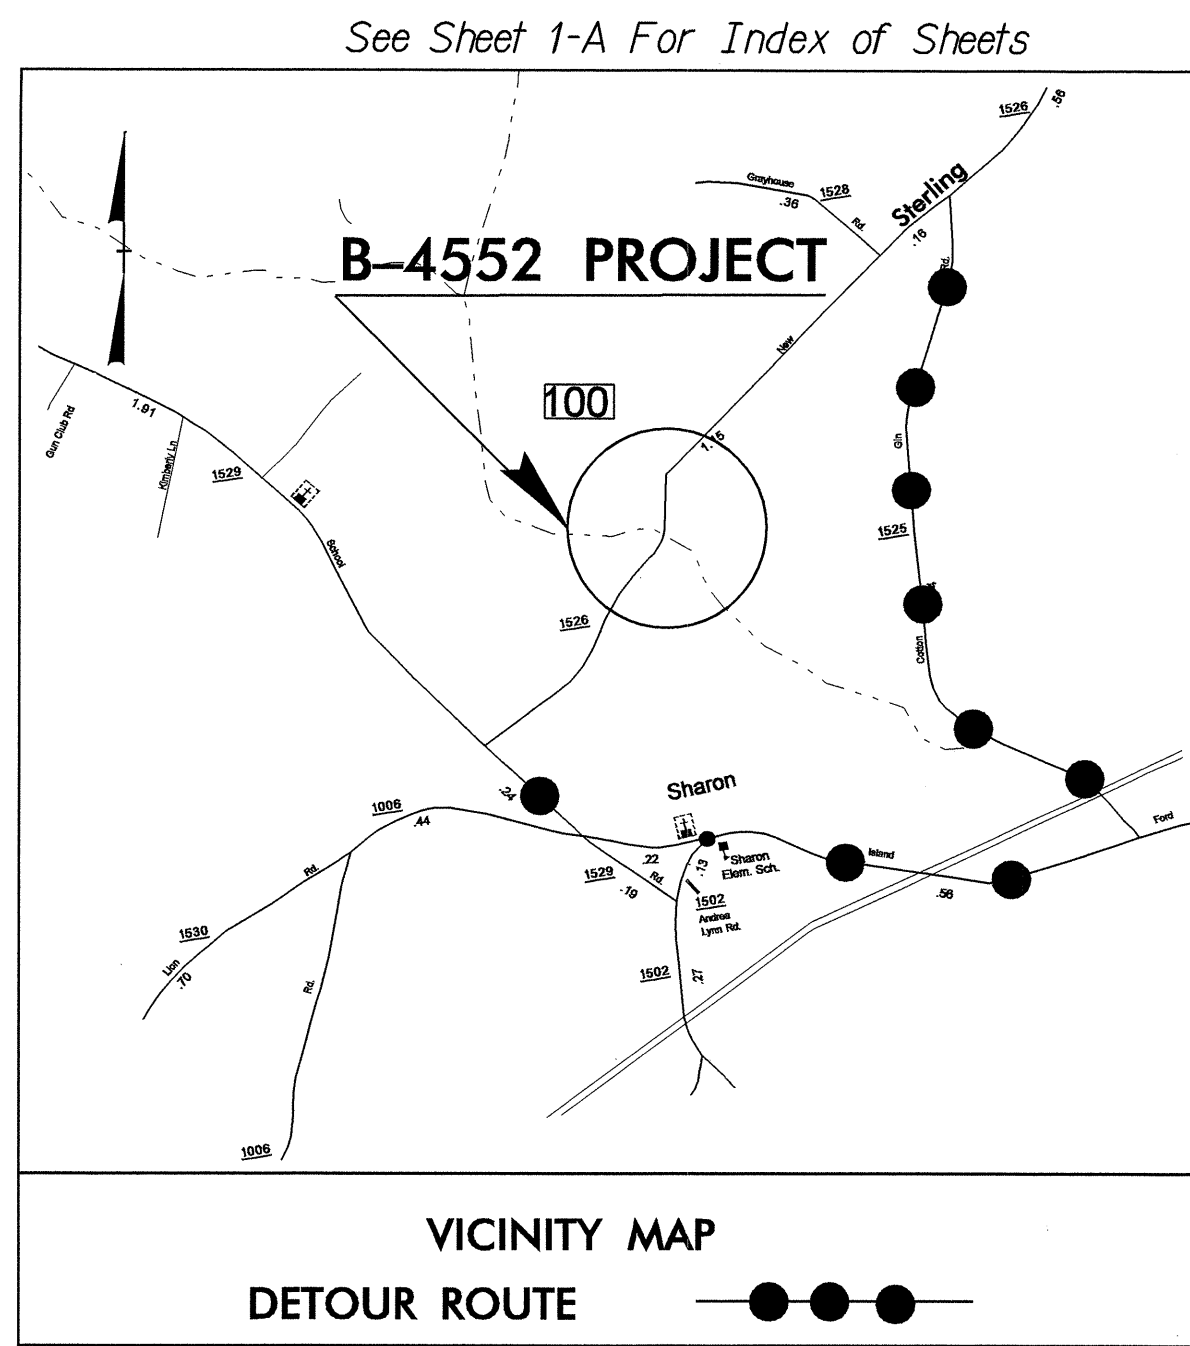 See Sheet 1-A For Index of Sheets
1526
.56
Grayhouse
.36
1528
Rd.
Sterling
.16
Rd.
B-4552 PROJECT
New
100
1.15
Gun Club Rd
1.91
Kimberly Ln
1529
School
Gin
1525
Cotton
1526
.24
Sharon
1006
.44
.22
Island
Ford
Rd.
1529
Rd.
.19
.13
Sharon
Elem. Sch.
.56
1502
Andrea
Lynn Rd.
1530
Lion
.70
Rd.
1502
.27
1006
VICINITY MAP
DETOUR ROUTE